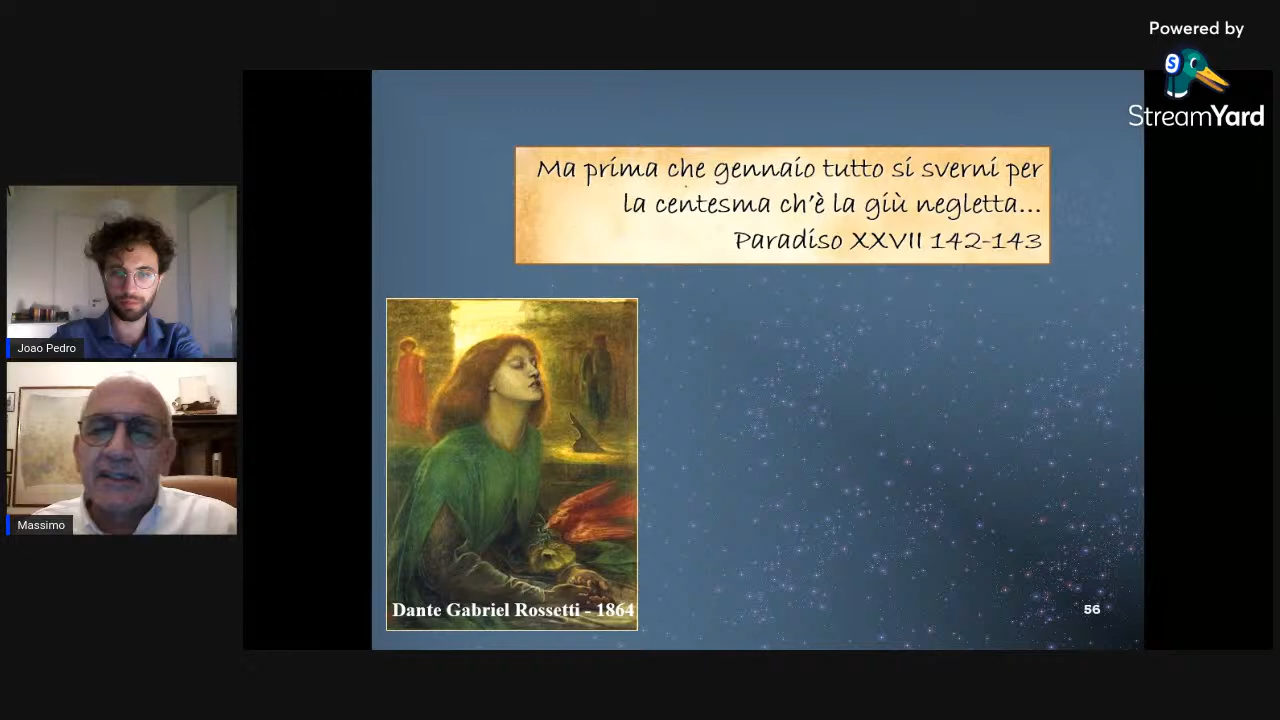 Powered by
StreamYard
Ma prima che gennaio tutto si sverni per
la centesma ch'è la giù negletta...
Paradiso XXVII 142-143
Joao Pedro
Massimo
Dante Gabriel Rossetti - 1864
56